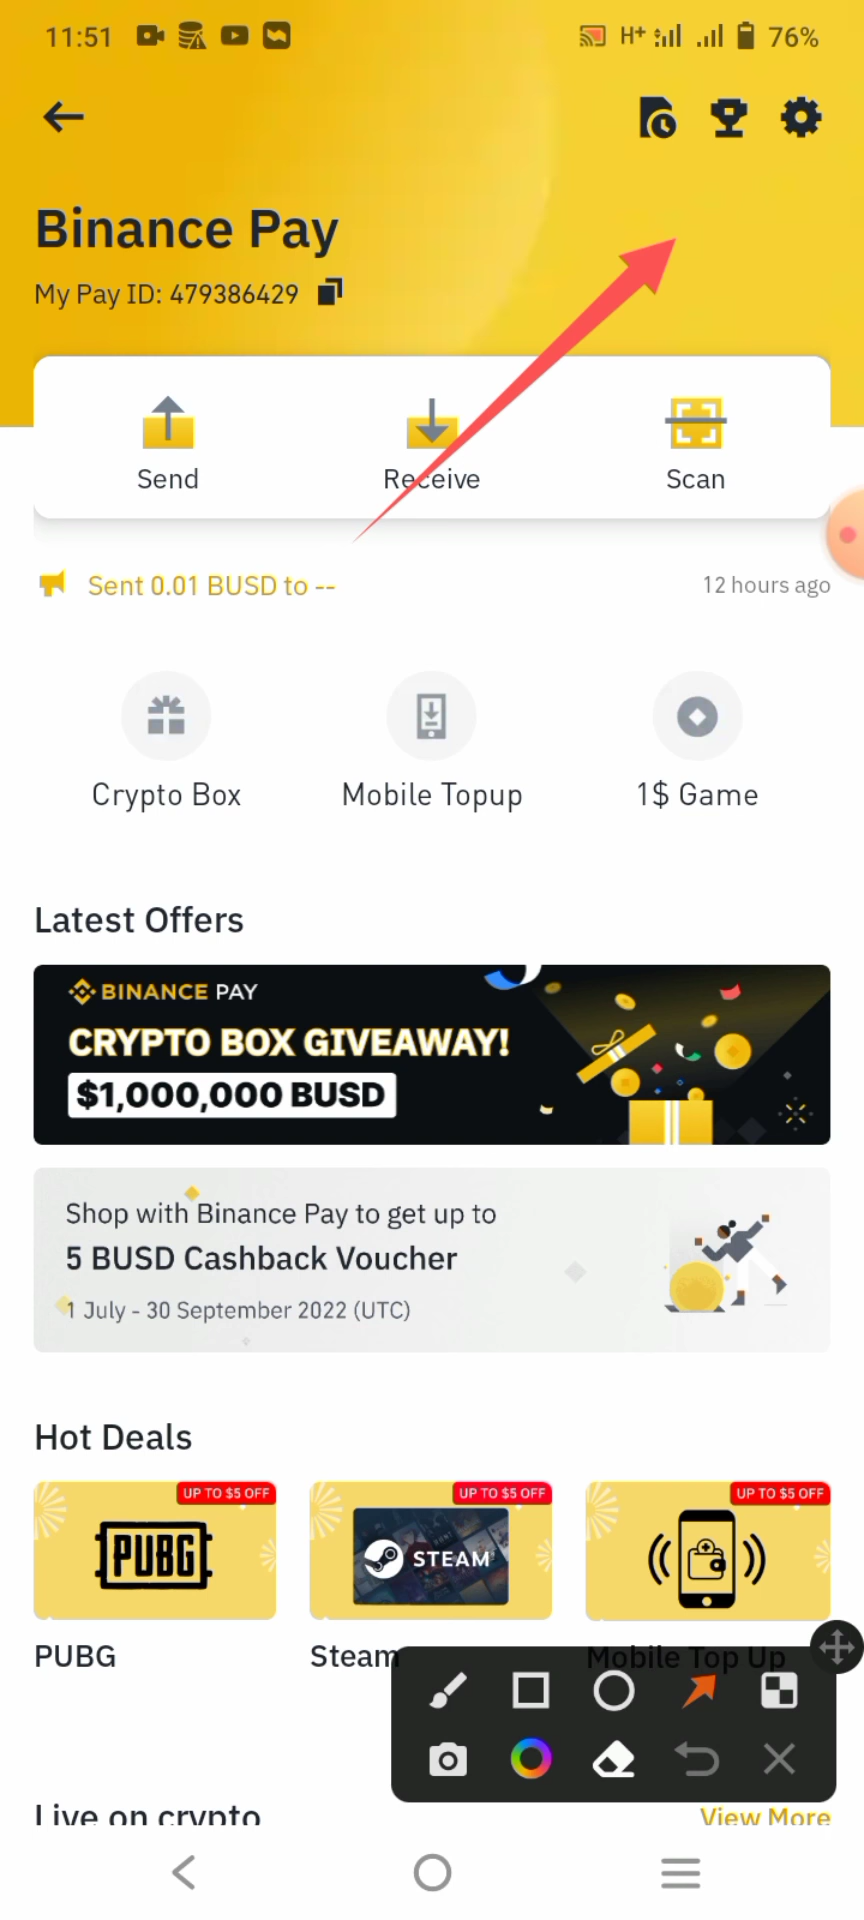 11:51 H+ 76%
Binance Pay
My Pay ID: 479386429
Send Receive Scan
Sent 0.01 BUSD to -- 12 hours ago
Crypto Box Mobile Topup 1$ Game
Latest Offers
BINANCE PAY
CRYPTO BOX GIVEAWAY!
$1,000,000 BUSD
Shop with Binance Pay to get up to
5 BUSD Cashback Voucher
1 July - 30 September 2022 (UTC)
Hot Deals
UP TO $5 OFF UP TO $5 OFF UP TO $5 OFF
PUBG STEAM
PUBG Steam Mobile Top Up
Live on crypto View More